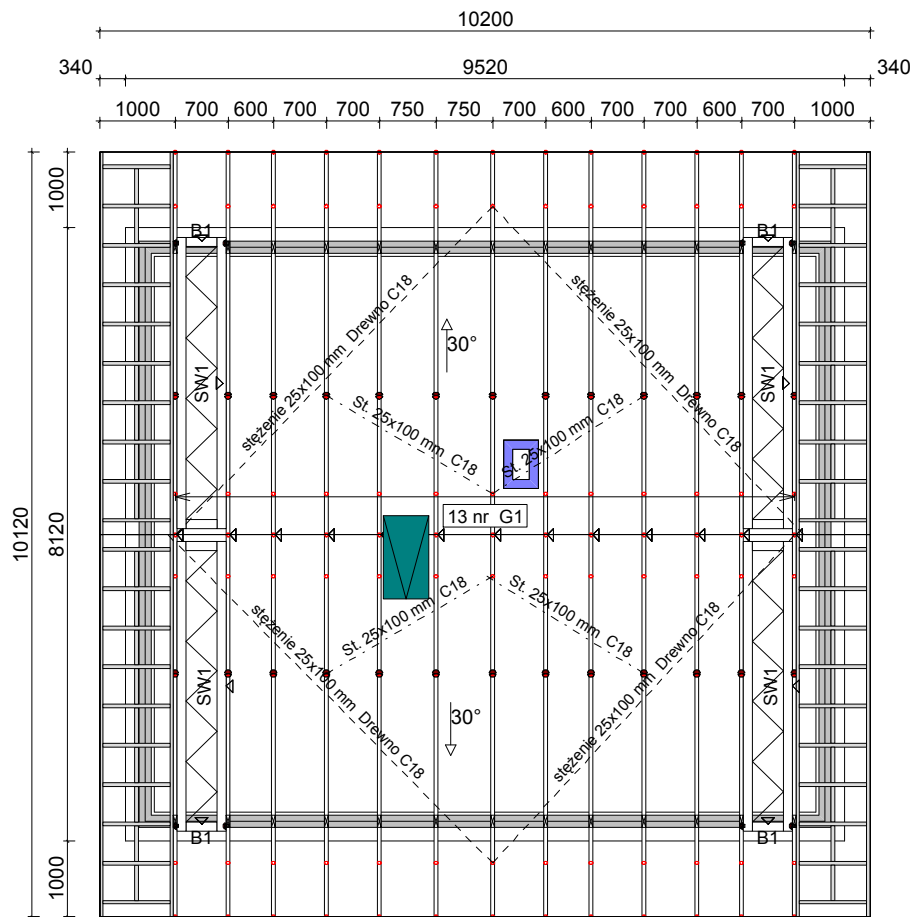 10200
340
9520
340
1000
700
600
700
700
750
750
700
600
700
700
600
700
1000
1000
10120
8120
1000
B1
B1
SW1
SW1
30°
stężenie 25x100 mm Drewno C18
stężenie 25x100 mm Drewno C18
St. 25x100 mm C18
St. 25x100 mm C18
13 nr G1
St. 25x100 mm C18
St. 25x100 mm C18
stężenie 25x100 mm Drewno C18
stężenie 25x100 mm Drewno C18
SW1
SW1
30°
B1
B1